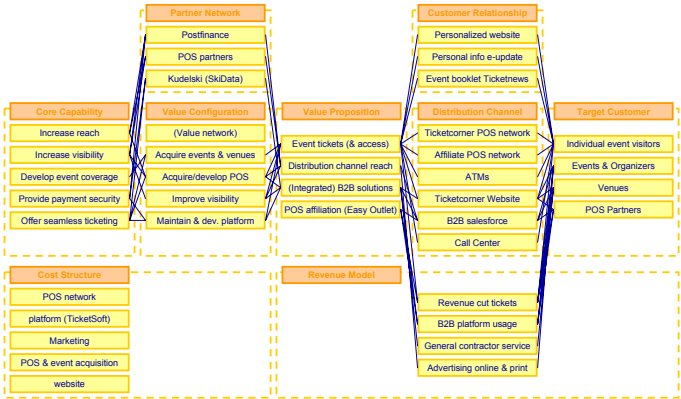 Partner Network
Postfinance
POS partners
Kudelski (SkiData)
Customer Relationship
Personalized website
Personal info e-update
Event booklet Ticketnews
Core Capability
Increase reach
Increase visibility
Develop event coverage
Provide payment security
Offer seamless ticketing
Value Configuration
(Value network)
Acquire events & venues
Acquire/develop POS
Improve visibility
Maintain & dev. platform
Value Proposition
Event tickets (& access)
Distribution channel reach
(Integrated) B2B solutions
POS affiliation (Easy Outlet)
Distribution Channel
Ticketcorner POS network
Affiliate POS network
ATMs
Ticketcorner Website
B2B salesforce
Call Center
Target Customer
Individual event visitors
Events & Organizers
Venues
POS Partners
Cost Structure
POS network
platform (TicketSoft)
Marketing
POS & event acquisition
website
Revenue Model
Revenue cut tickets
B2B platform usage
General contractor service
Advertising online & print